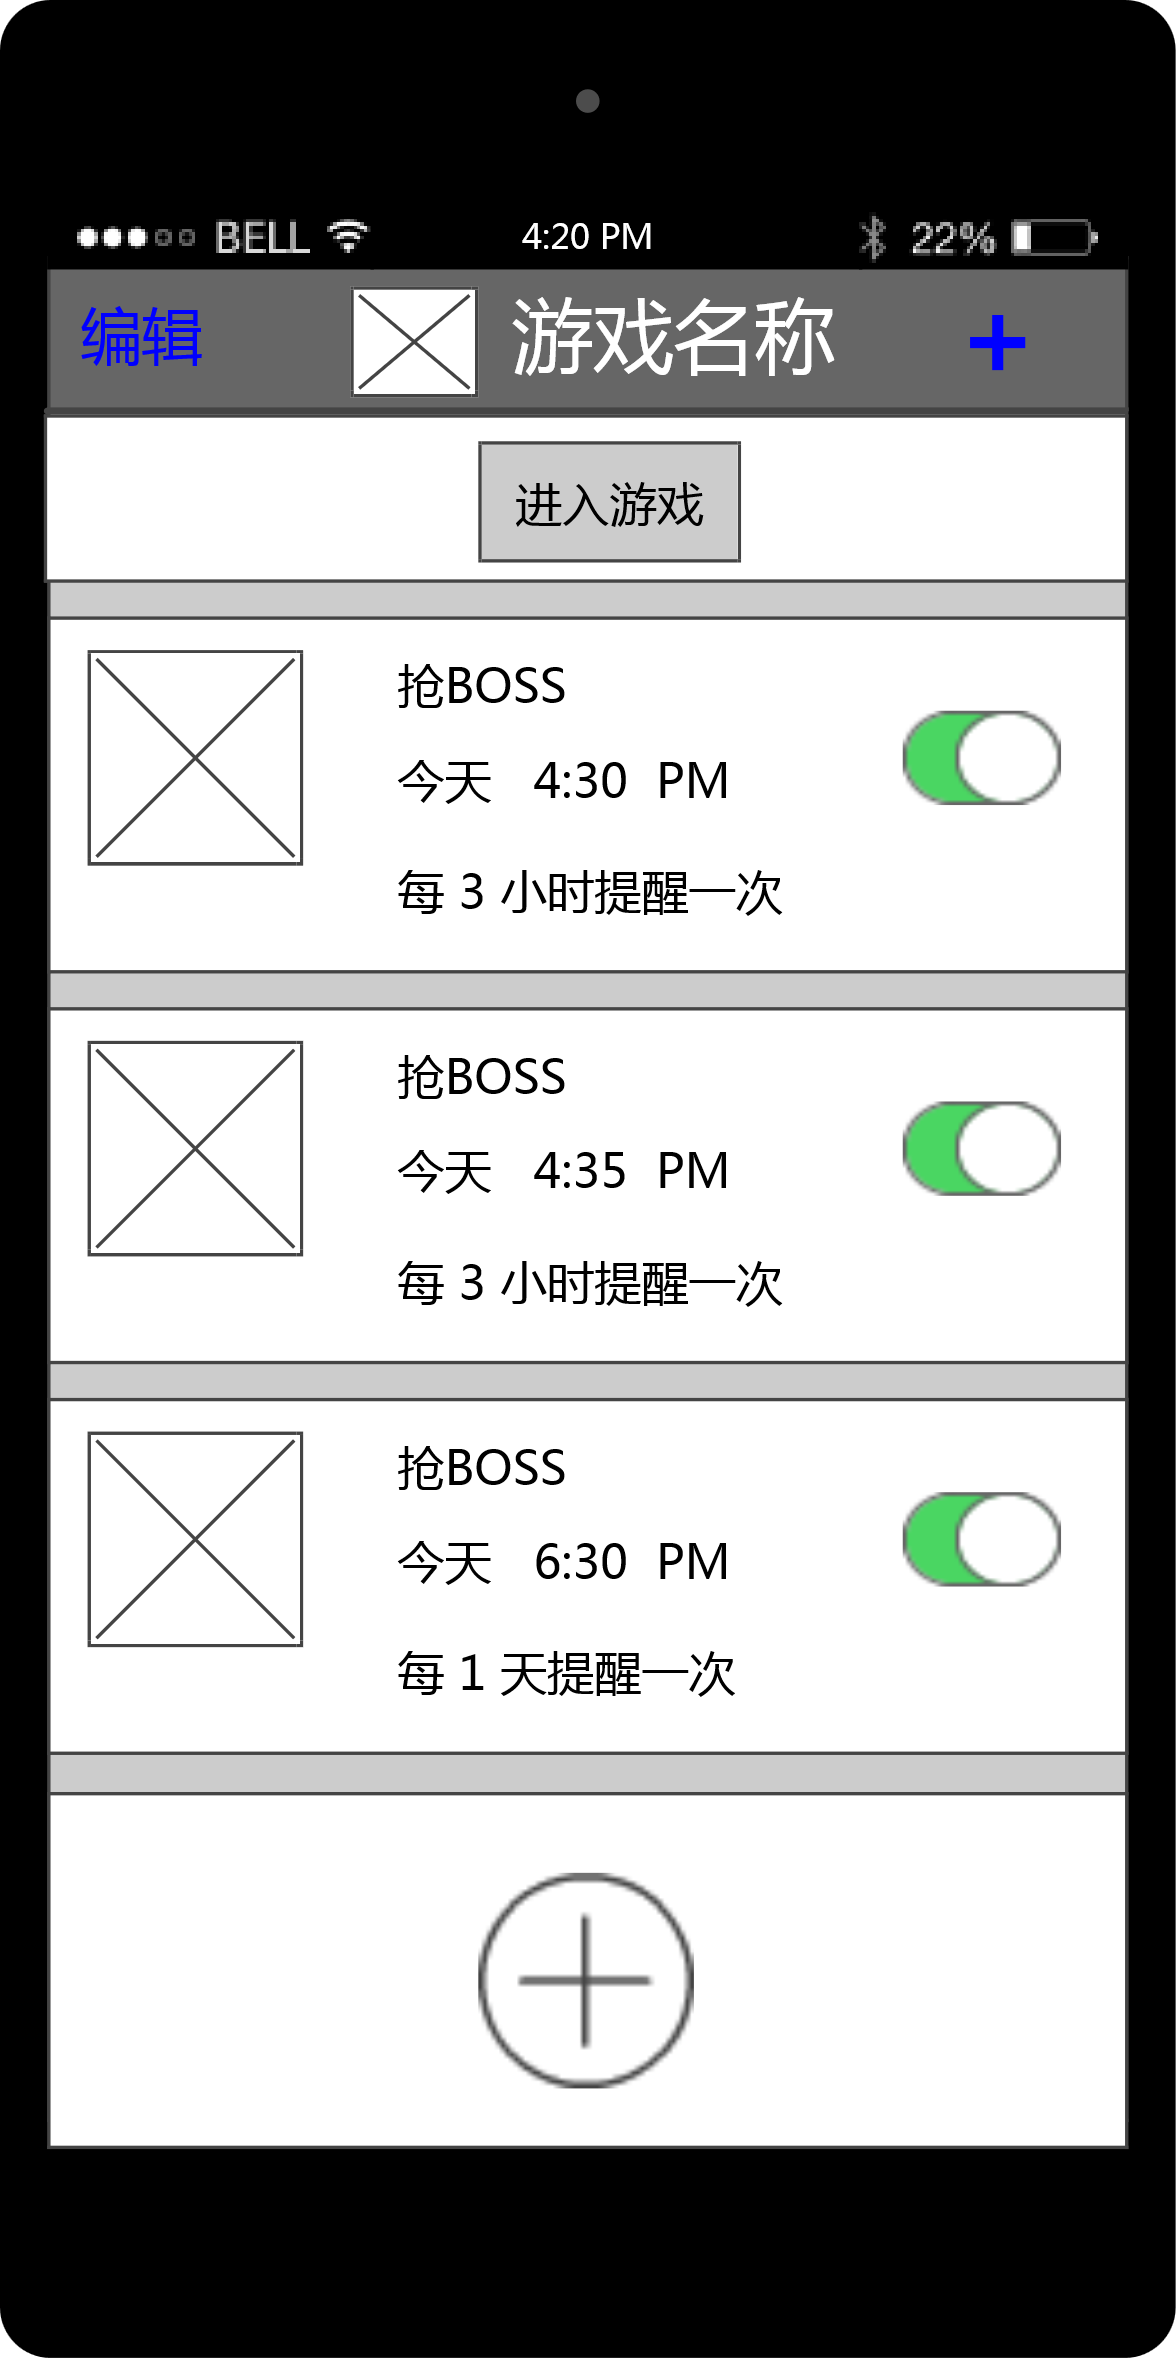 BELL 4:20 PM 22%
编辑 游戏名称 +
进入游戏
抢BOSS
今天 4:30 PM
每 3 小时提醒一次
抢BOSS
今天 4:35 PM
每 3 小时提醒一次
抢BOSS
今天 6:30 PM
每 1 天提醒一次